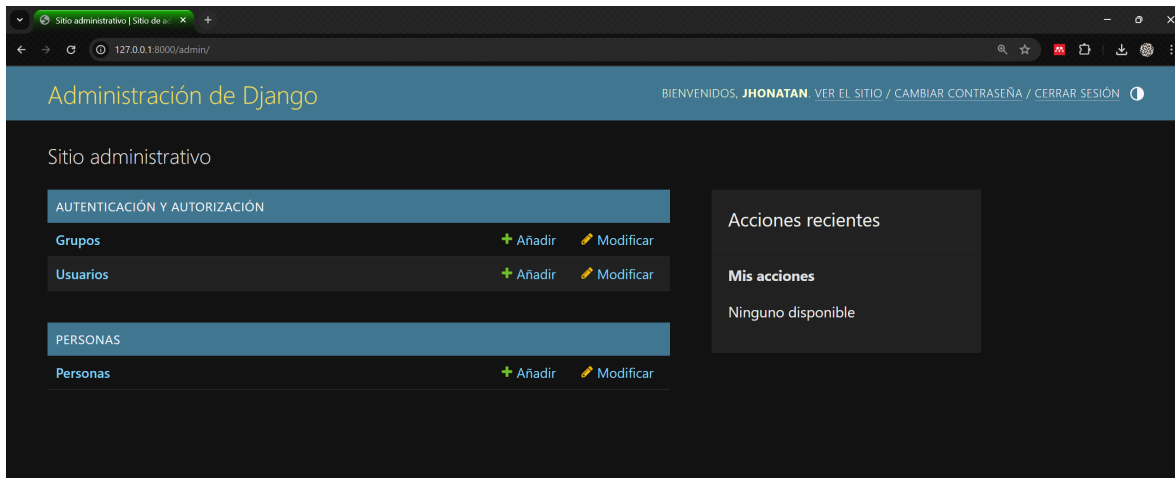 Sitio administrativo | Sitio de ad
127.0.0.1:8000/admin/
Administración de Django
BIENVENIDOS, JHONATAN. VER EL SITIO / CAMBIAR CONTRASEÑA / CERRAR SESIÓN
Sitio administrativo
AUTENTICACIÓN Y AUTORIZACIÓN
Grupos Añadir Modificar
Usuarios Añadir Modificar
PERSONAS
Personas Añadir Modificar
Acciones recientes
Mis acciones
Ninguno disponible